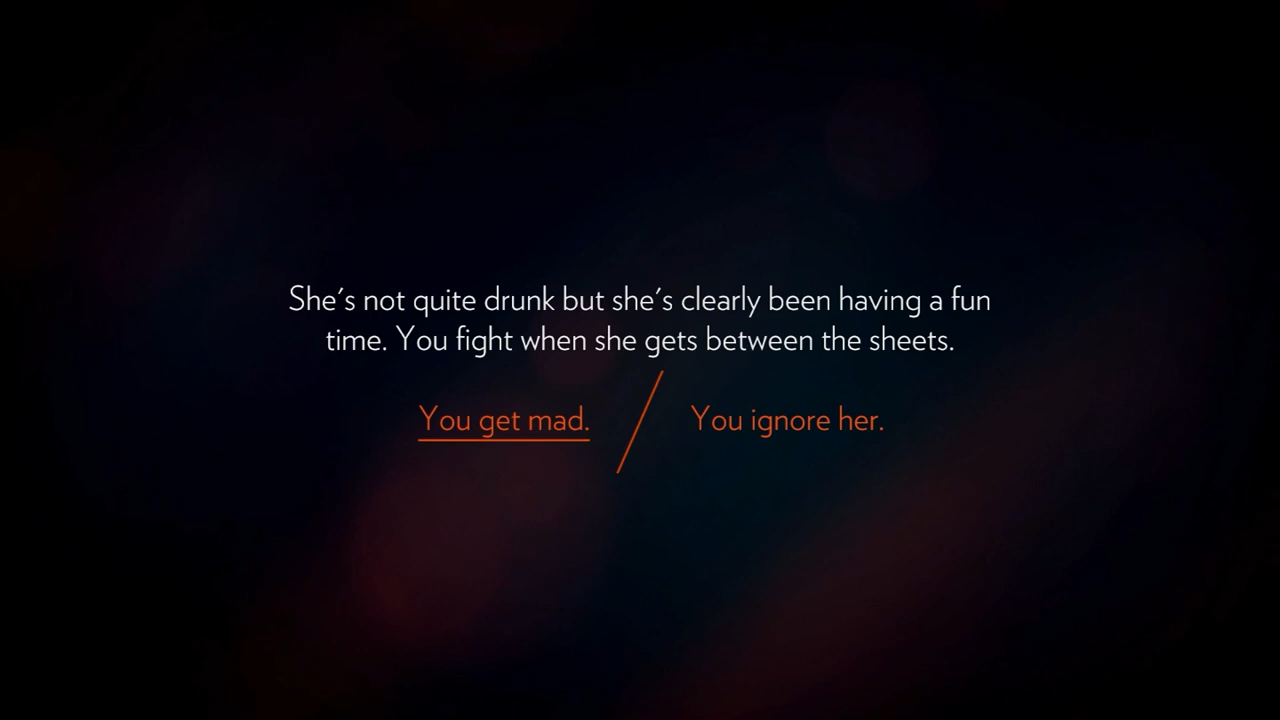 She's not quite drunk but she's clearly been having a fun
time. You fight when she gets between the sheets.
You get mad. / You ignore her.